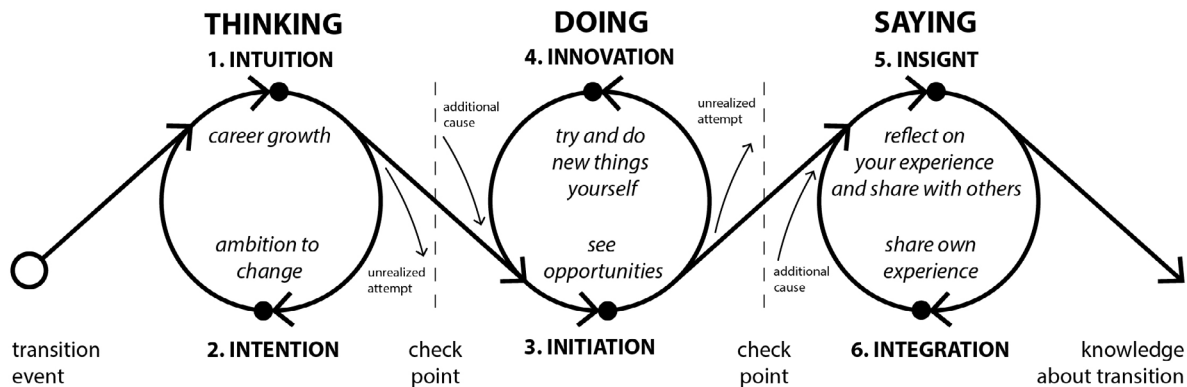 THINKING
1. INTUITION
career growth
ambition to
change
2. INTENTION
transition
event
unrealized
attempt
additional
cause
check
point
DOING
4. INNOVATION
try and do
new things
yourself
see
opportunities
3. INITIATION
unrealized
attempt
additional
cause
check
point
SAYING
5. INSIGNT
reflect on
your experience
and share with others
share own
experience
6. INTEGRATION
knowledge
about transition